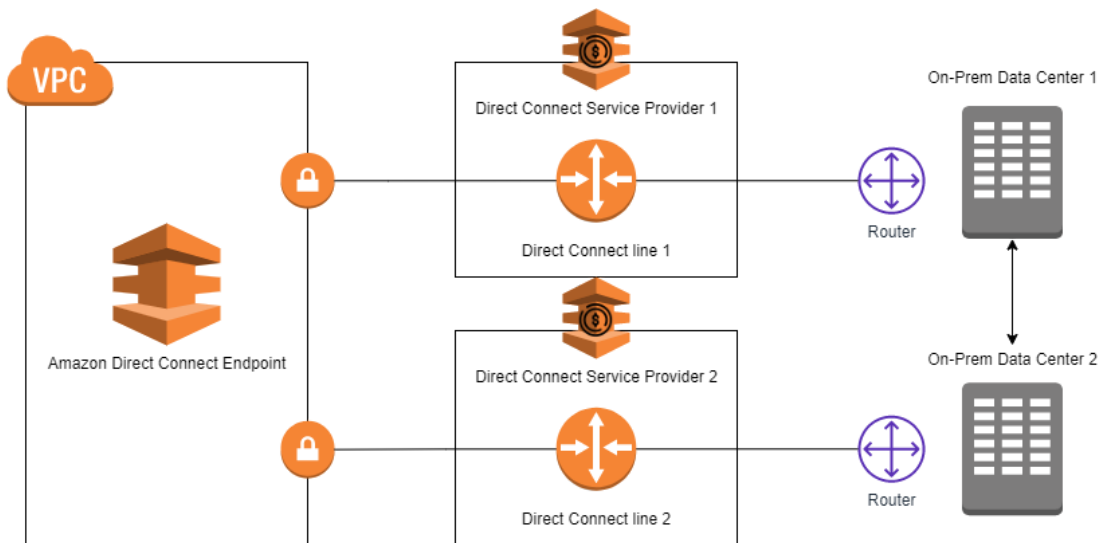 VPC
Direct Connect Service Provider 1
On-Prem Data Center 1
Router
Direct Connect line 1
Amazon Direct Connect Endpoint
Direct Connect Service Provider 2
On-Prem Data Center 2
Router
Direct Connect line 2